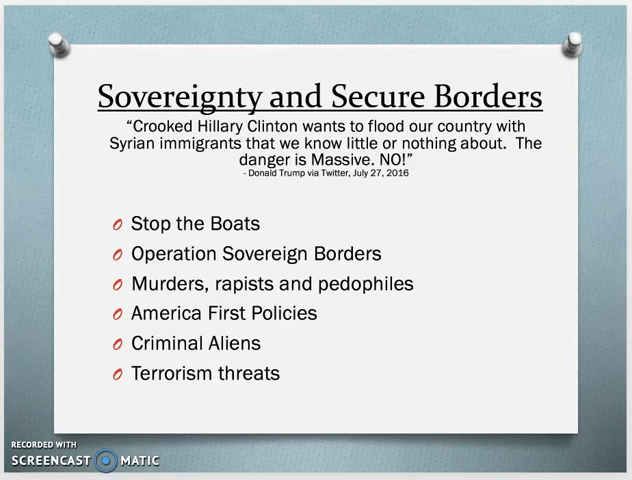 Sovereignty and Secure Borders
“Crooked Hillary Clinton wants to flood our country with
Syrian immigrants that we know little or nothing about. The
danger is Massive. NO!”
- Donald Trump via Twitter, July 27, 2016
Stop the Boats
Operation Sovereign Borders
Murders, rapists and pedophiles
America First Policies
Criminal Aliens
Terrorism threats
RECORDED WITH
SCREENCAST MATIC